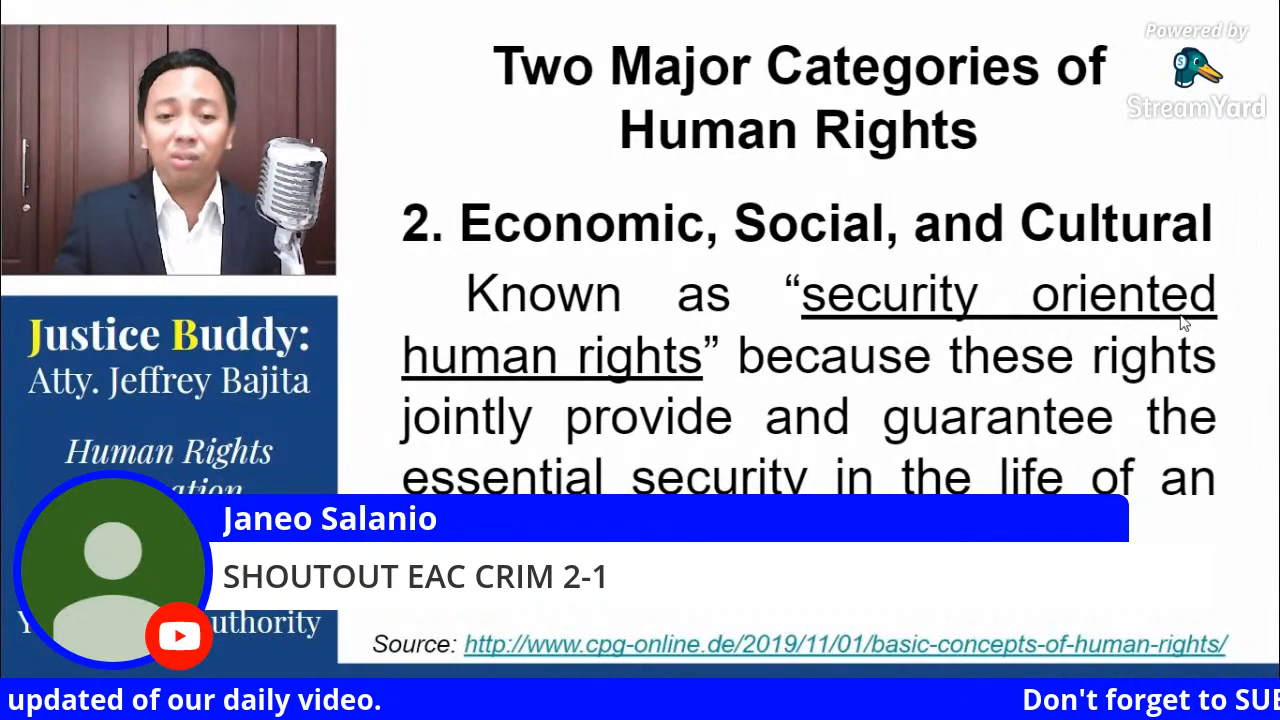 Powered by
StreamYard
Two Major Categories of
Human Rights
2. Economic, Social, and Cultural
Known as “security oriented
human rights” because these rights
jointly provide and guarantee the
essential security in the life of an
Justice Buddy:
Atty. Jeffrey Bajita
Human Rights
Janeo Salanio
SHOUTOUT EAC CRIM 2-1
Source: http://www.cpg-online.de/2019/11/01/basic-concepts-of-human-rights/
updated of our daily video.
Don't forget to